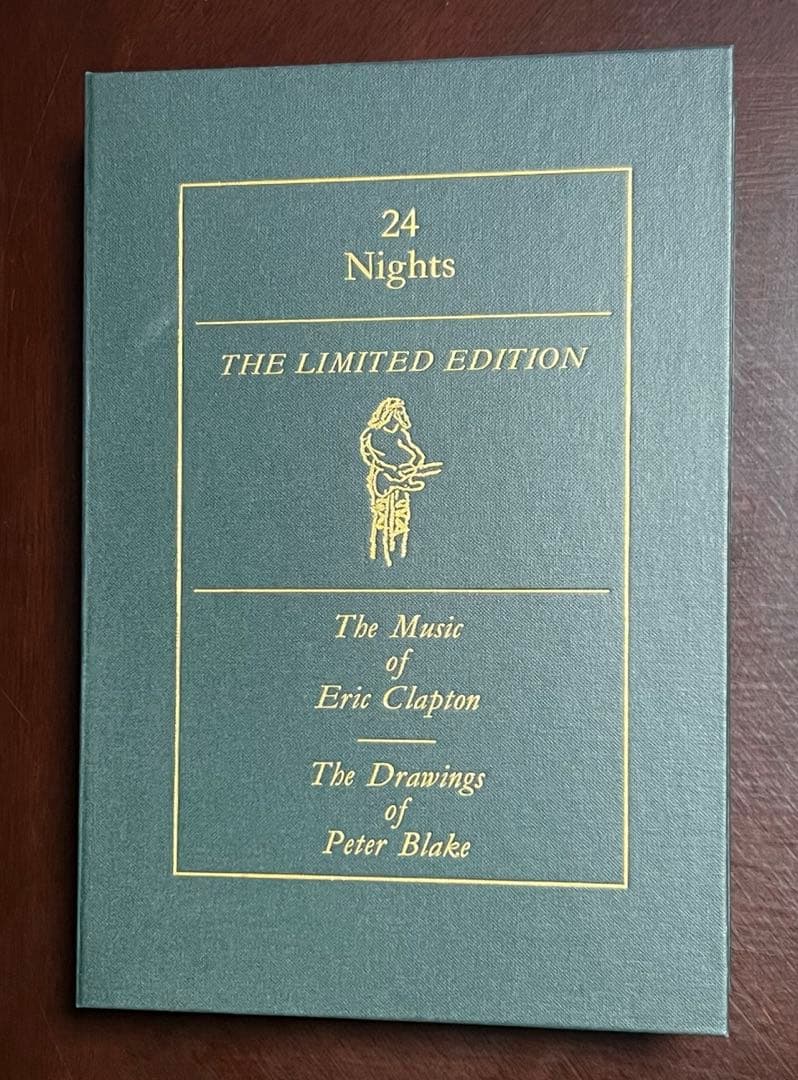 24
Nights
THE LIMITED EDITION
The Music
of
Eric Clapton
The Drawings
of
Peter Blake